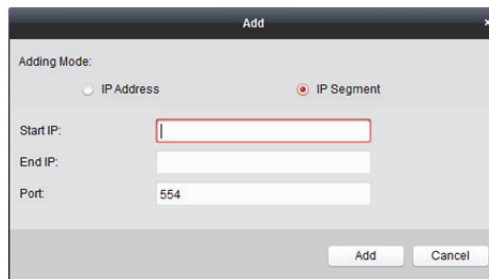 Add
Adding Mode:
IP Address IP Segment
Start IP:
End IP:
Port: 554
Add Cancel